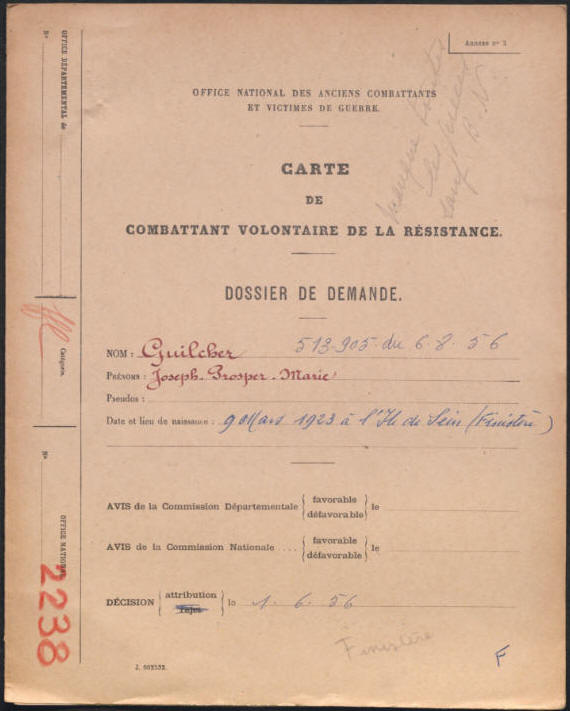 Annexe n° 1
OFFICE NATIONAL DES ANCIENS COMBATTANTS
ET VICTIMES DE GUERRE.
CARTE
DE
COMBATTANT VOLONTAIRE DE LA RÉSISTANCE.
DOSSIER DE DEMANDE.
NOM : Guilcher 513-905 du 6.8.56
PRÉNOMS : Joseph-Prosper-Marie
Pseudos :
Date et lieu de naissance : 9 Mars 1923 à l'Ile de Sein (Finistère)
AVIS de la Commission Départementale { favorable
défavorable } le
AVIS de la Commission Nationale .... { favorable
défavorable } le
DÉCISION { attribution
rejet } le 1.6.56
Finistère
F
OFFICE DÉPARTEMENTAL de
N°
Catégorie.
N°
OFFICE NATIONAL
2238